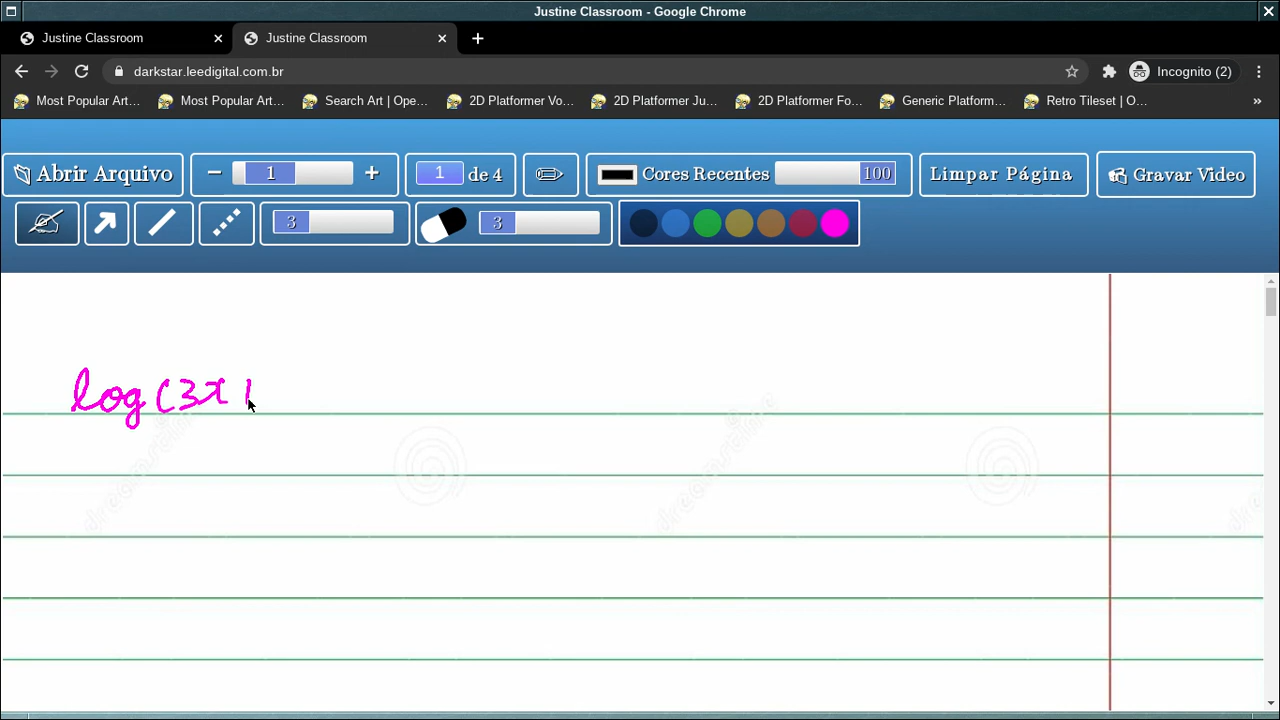 Justine Classroom - Google Chrome
Justine Classroom
Justine Classroom
darkstar.leedigital.com.br
Incognito (2)
Most Popular Art...
Most Popular Art...
Search Art | Ope...
2D Platformer Vo...
2D Platformer Ju...
2D Platformer Fo...
Generic Platform...
Retro Tileset | O...
»
Abrir Arquivo
− 1 +
1 de 4
Cores Recentes
100
Limpar Página
Gravar Video
3
3
log(3x
dreamstime
dreamstime